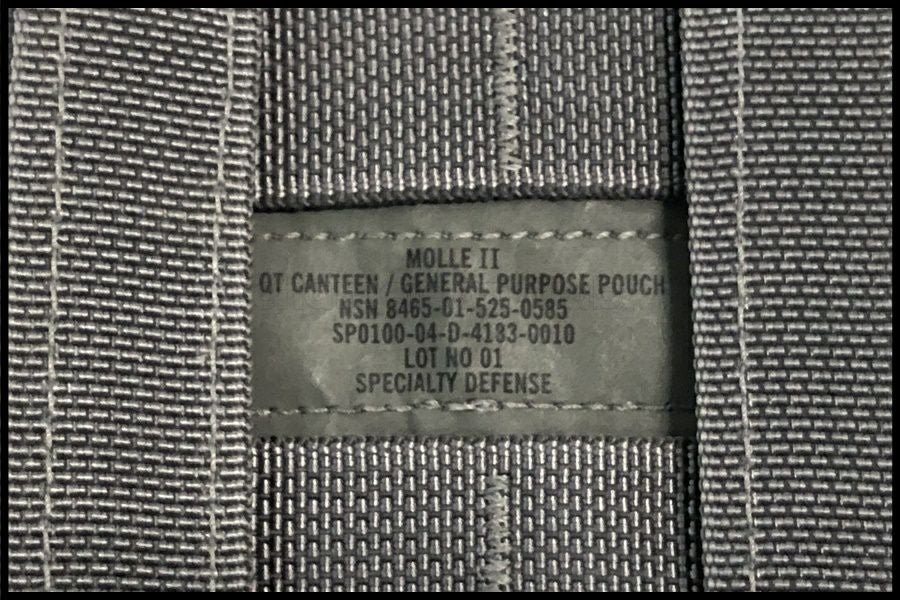 MOLLE II
QT CANTEEN / GENERAL PURPOSE POUCH
NSN 8465-01-525-0585
SP0100-04-D-4183-0010
LOT NO 01
SPECIALTY DEFENSE